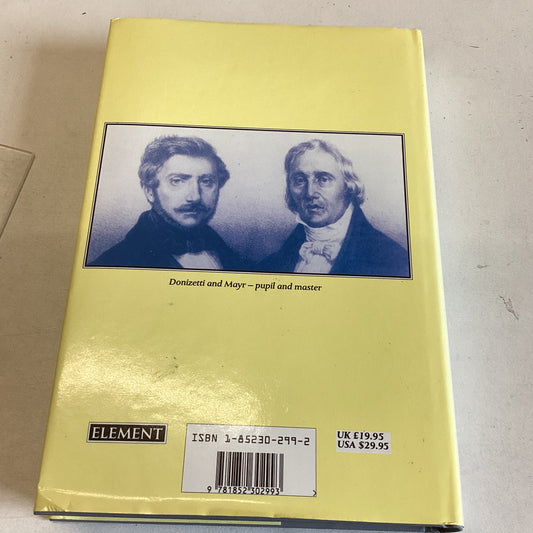 Donizetti and Mayr – pupil and master
ELEMENT
ISBN 1-85230-299-2
9 781852 302993 >
UK £19.95
USA $29.95